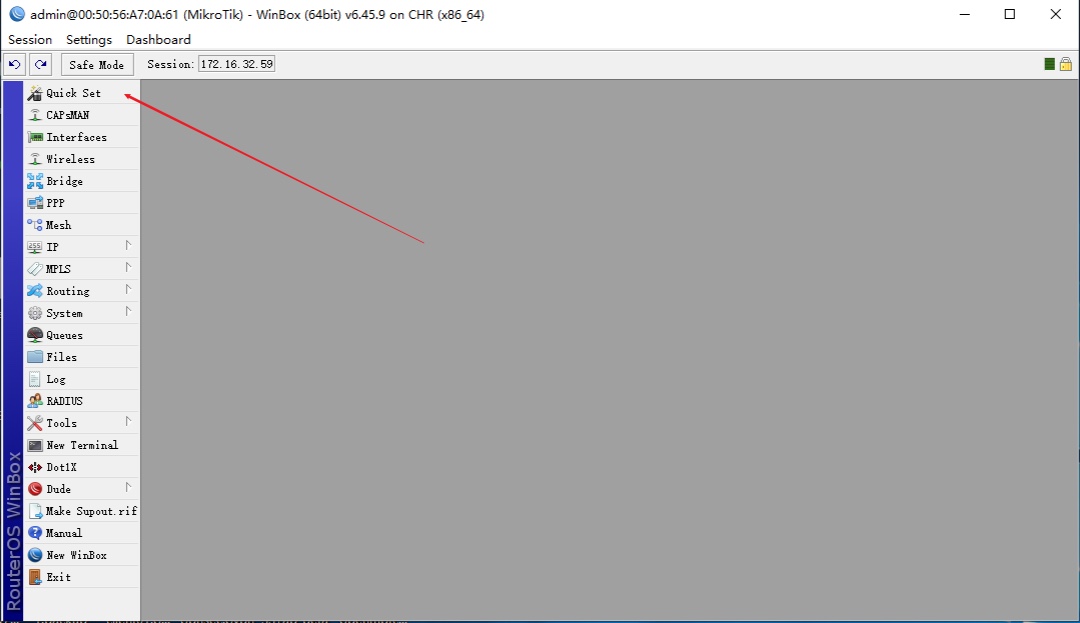 admin@00:50:56:A7:0A:61 (MikroTik) - WinBox (64bit) v6.45.9 on CHR (x86_64)
Session Settings Dashboard
Safe Mode Session: 172.16.32.59
Quick Set
CAPsMAN
Interfaces
Wireless
Bridge
PPP
Mesh
IP
MPLS
Routing
System
Queues
Files
Log
RADIUS
Tools
New Terminal
Dot1X
Dude
Make Supout.rif
Manual
New WinBox
Exit
RouterOS WinBox